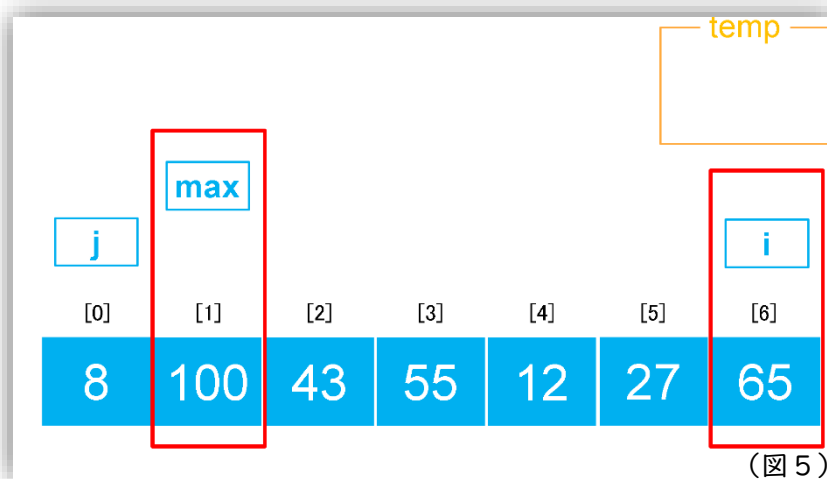 temp
max
j
i
[0] [1] [2] [3] [4] [5] [6]
8 100 43 55 12 27 65
(図5)